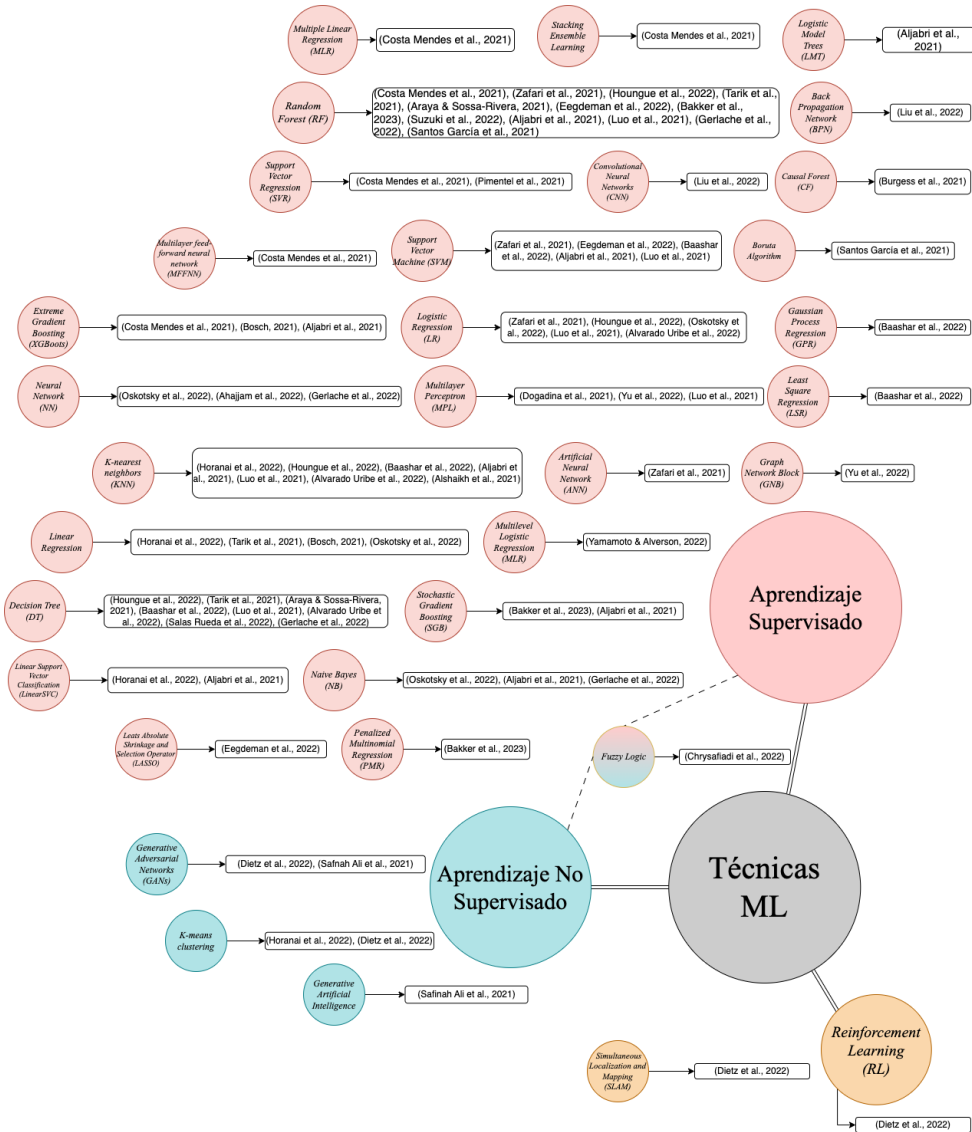 Multiple Linear
Regression
(MLR)
(Costa Mendes et al., 2021)
Stacking
Ensemble
Learning
(Costa Mendes et al., 2021)
Logistic
Model
Trees
(LMT)
(Aljabri et al.,
2021)
Random
Forest (RF)
(Costa Mendes et al., 2021), (Zafari et al., 2021), (Houngue et al., 2022), (Tarik et al.,
2021), (Araya & Sossa-Rivera, 2021), (Eegdeman et al., 2022), (Bakker et al.,
2023), (Suzuki et al., 2022), (Aljabri et al., 2021), (Luo et al., 2021), (Gerlache et al.,
2022), (Santos García et al., 2021)
Back
Propagation
Network
(BPN)
(Liu et al., 2022)
Support
Vector
Regression
(SVR)
(Costa Mendes et al., 2021), (Pimentel et al., 2021)
Convolutional
Neural
Networks
(CNN)
(Liu et al., 2022)
Causal Forest
(CF)
(Burgess et al., 2021)
Multilayer feed-
forward neural
network
(MFFNN)
(Costa Mendes et al., 2021)
Support
Vector
Machine (SVM)
(Zafari et al., 2021), (Eegdeman et al., 2022), (Baashar
et al., 2022), (Aljabri et al., 2021), (Luo et al., 2021)
Boruta
Algorithm
(Santos García et al., 2021)
Extreme
Gradient
Boosting
(XGBoots)
(Costa Mendes et al., 2021), (Bosch, 2021), (Aljabri et al., 2021)
Logistic
Regression
(LR)
(Zafari et al., 2021), (Houngue et al., 2022), (Oskotsky et
al., 2022), (Luo et al., 2021), (Alvarado Uribe et al., 2022)
Gaussian
Process
Regression
(GPR)
(Baashar et al., 2022)
Neural
Network
(NN)
(Oskotsky et al., 2022), (Ahajjam et al., 2022), (Gerlache et al., 2022)
Multilayer
Perceptron
(MPL)
(Dogadina et al., 2021), (Yu et al., 2022), (Luo et al., 2021)
Least
Square
Regression
(LSR)
(Baashar et al., 2022)
K-nearest
neighbors
(KNN)
(Horanai et al., 2022), (Houngue et al., 2022), (Baashar et al., 2022), (Aljabri et
al., 2021), (Luo et al., 2021), (Alvarado Uribe et al., 2022), (Alshaikh et al., 2021)
Artificial
Neural
Network
(ANN)
(Zafari et al., 2021)
Graph
Network Block
(GNB)
(Yu et al., 2022)
Linear
Regression
(Horanai et al., 2022), (Tarik et al., 2021), (Bosch, 2021), (Oskotsky et al., 2022)
Multilevel
Logistic
Regression
(MLR)
(Yamamoto & Alverson, 2022)
Aprendizaje
Supervisado
Decision Tree
(DT)
(Houngue et al., 2022), (Tarik et al., 2021), (Araya & Sossa-Rivera,
2021), (Baashar et al., 2022), (Luo et al., 2021), (Alvarado Uribe et al.,
2022), (Salas Rueda et al., 2022), (Gerlache et al., 2022)
Stochastic
Gradient
Boosting
(SGB)
(Bakker et al., 2023), (Aljabri et al., 2021)
Linear Support
Vector
Classification
(LinearSVC)
(Horanai et al., 2022), (Aljabri et al., 2021)
Naive Bayes
(NB)
(Oskotsky et al., 2022), (Aljabri et al., 2021), (Gerlache et al., 2022)
Leats Absolute
Shrinkage and
Selection Operator
(LASSO)
(Eegdeman et al., 2022)
Penalized
Multinomial
Regression
(PMR)
(Bakker et al., 2023)
Fuzzy Logic
(Chrysafiadi et al., 2022)
Generative
Adversarial
Networks
(GANs)
(Dietz et al., 2022), (Safnah Ali et al., 2021)
Aprendizaje No
Supervisado
Técnicas
ML
K-means
clustering
(Horanai et al., 2022), (Dietz et al., 2022)
Generative
Artificial
Intelligence
(Safinah Ali et al., 2021)
Reinforcement
Learning
(RL)
Simultaneous
Localization and
Mapping
(SLAM)
(Dietz et al., 2022)
(Dietz et al., 2022)